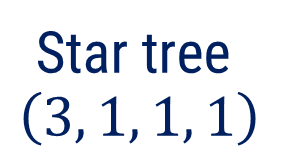 Star tree
(3, 1, 1, 1)